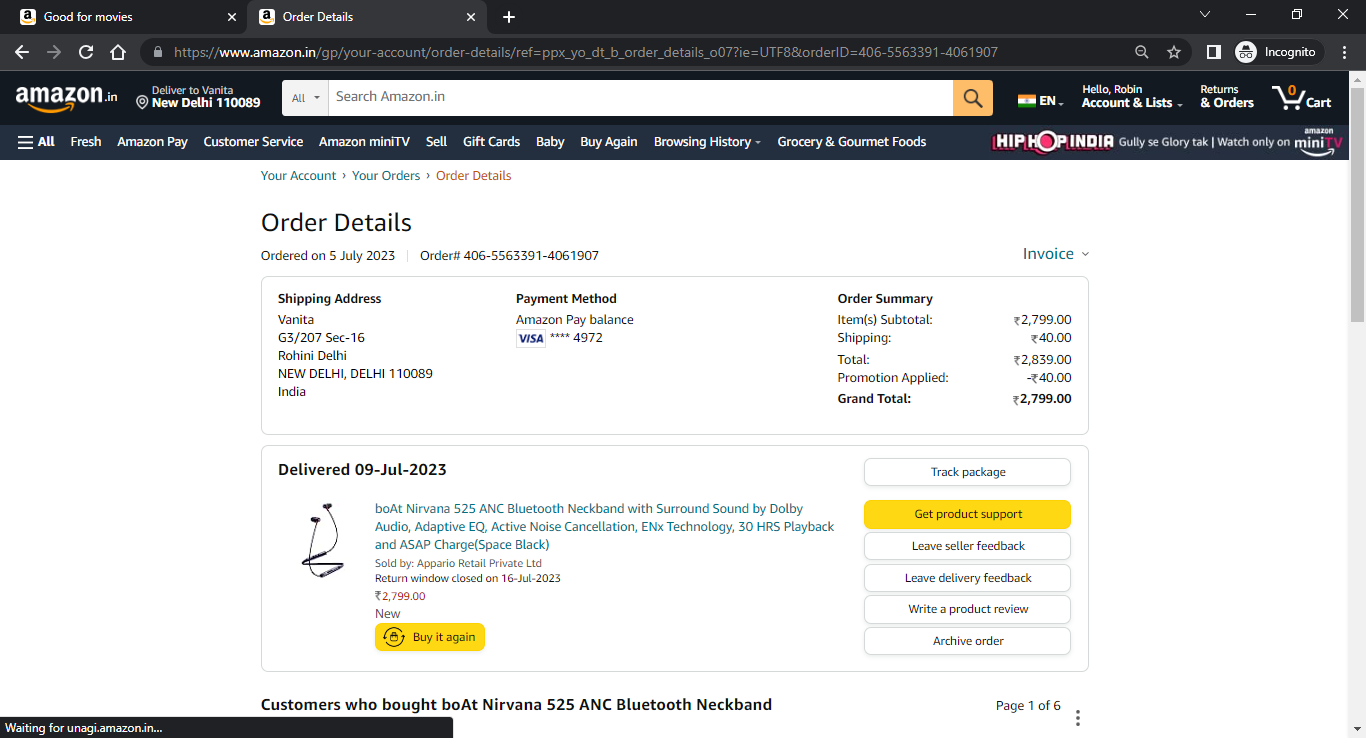 Good for movies
Order Details
https://www.amazon.in/gp/your-account/order-details/ref=ppx_yo_dt_b_order_details_o07?ie=UTF8&orderID=406-5563391-4061907
Incognito
amazon.in
Deliver to Vanita
New Delhi 110089
All
Search Amazon.in
EN
Hello, Robin
Account & Lists
Returns
& Orders
0
Cart
All Fresh Amazon Pay Customer Service Amazon miniTV Sell Gift Cards Baby Buy Again Browsing History Grocery & Gourmet Foods
HIP HOP INDIA Gully se Glory tak | Watch only on amazon miniTV
Your Account › Your Orders › Order Details
Order Details
Ordered on 5 July 2023 | Order# 406-5563391-4061907
Invoice
Shipping Address
Vanita
G3/207 Sec-16
Rohini Delhi
NEW DELHI, DELHI 110089
India
Payment Method
Amazon Pay balance
VISA **** 4972
Order Summary
Item(s) Subtotal: ₹2,799.00
Shipping: ₹40.00
Total: ₹2,839.00
Promotion Applied: -₹40.00
Grand Total: ₹2,799.00
Delivered 09-Jul-2023
boAt Nirvana 525 ANC Bluetooth Neckband with Surround Sound by Dolby
Audio, Adaptive EQ, Active Noise Cancellation, ENx Technology, 30 HRS Playback
and ASAP Charge(Space Black)
Sold by: Appario Retail Private Ltd
Return window closed on 16-Jul-2023
₹2,799.00
New
Buy it again
Track package
Get product support
Leave seller feedback
Leave delivery feedback
Write a product review
Archive order
Customers who bought boAt Nirvana 525 ANC Bluetooth Neckband
Page 1 of 6
Waiting for unagi.amazon.in...